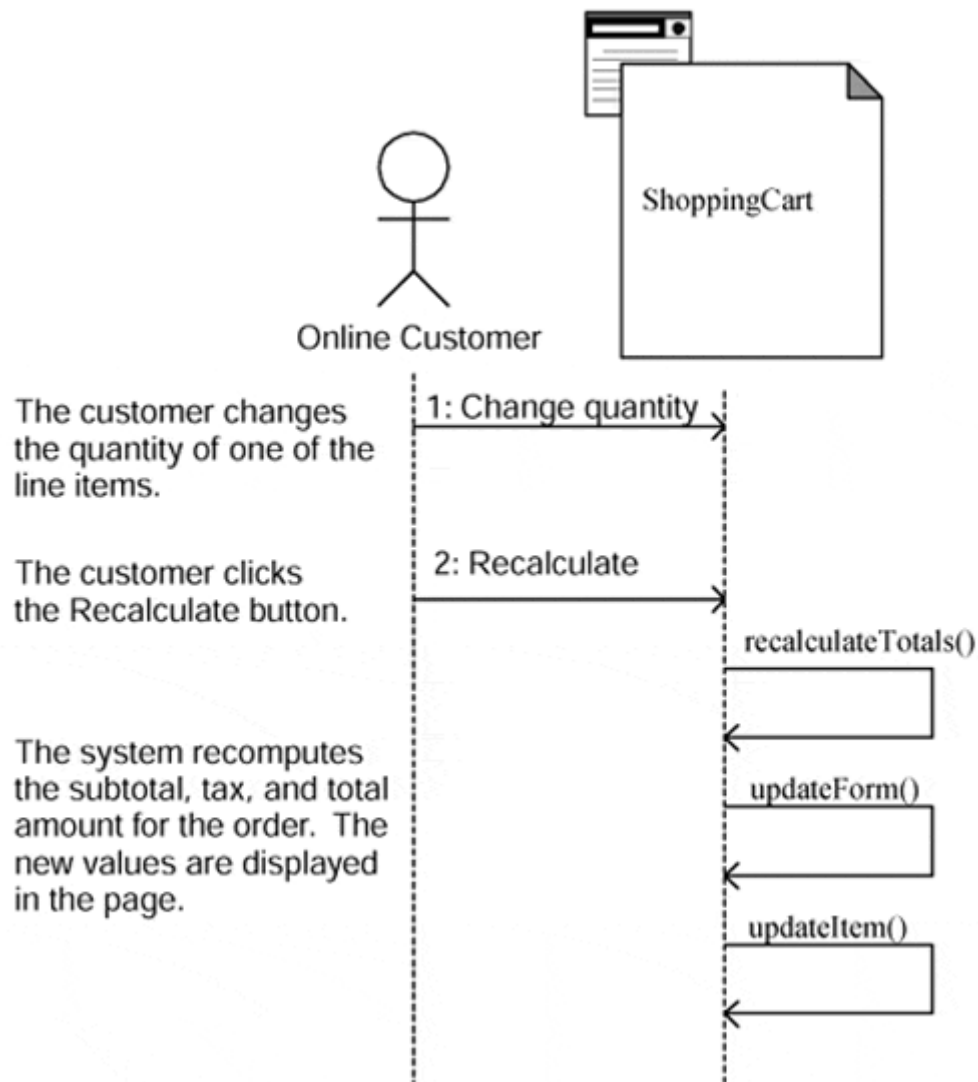 ShoppingCart
Online Customer
The customer changes
the quantity of one of the
line items.
1: Change quantity
The customer clicks
the Recalculate button.
2: Recalculate
recalculateTotals()
The system recomputes
the subtotal, tax, and total
amount for the order. The
new values are displayed
in the page.
updateForm()
updateItem()